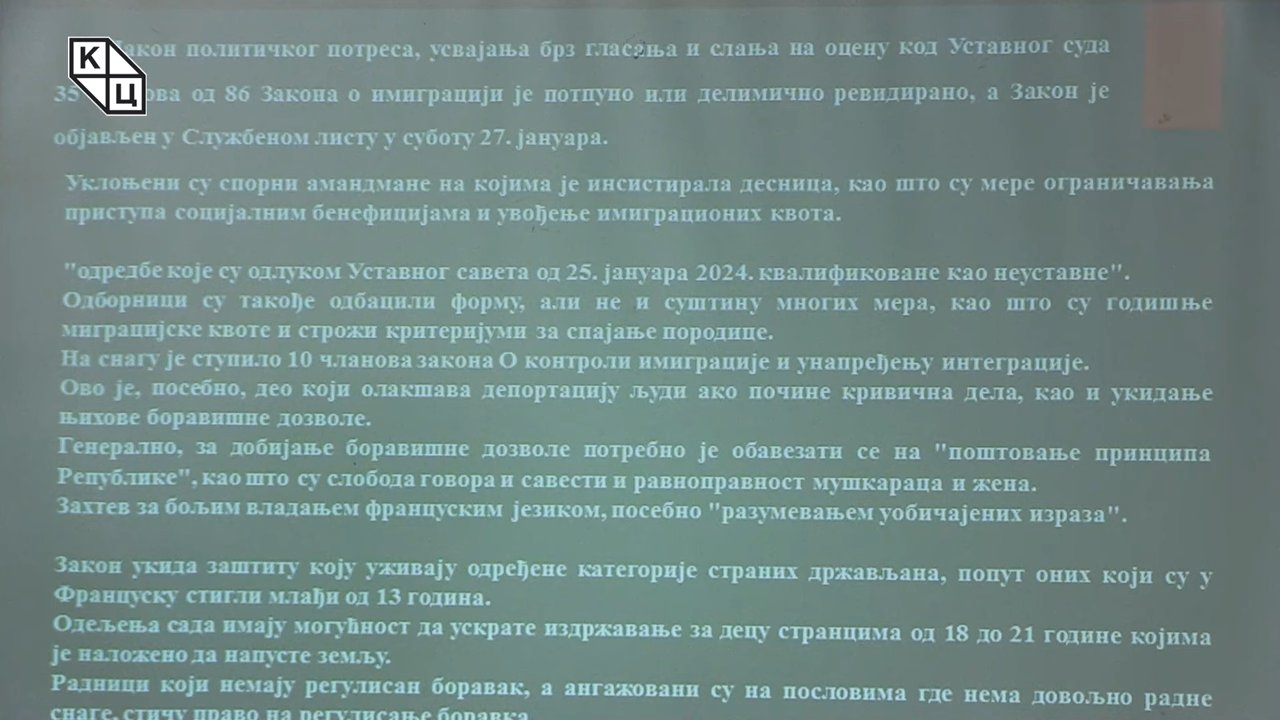 КЦ
акон политичког потреса, усвајања брз гласања и слања на оцену код Уставног суда
35 ова од 86 Закона о имиграцији је потпуно или делимично ревидирано, а Закон је
објављен у Службеном листу у суботу 27. јануара.
Уклоњени су спорни амандмане на којима је инсистирала десница, као што су мере ограничавања
приступа социјалним бенефицијама и увођење имиграционих квота.
"одредбе које су одлуком Уставног савета од 25. јануара 2024. квалификоване као неуставне".
Одборници су такође одбацили форму, али не и суштину многих мера, као што су годишње
миграцијске квоте и строжи критеријуми за спајање породице.
На снагу је ступило 10 чланова закона О контроли имиграције и унапређењу интеграције.
Ово је, посебно, део који олакшава депортацију људи ако почине кривична дела, као и укидање
њихове боравишне дозволе.
Генерално, за добијање боравишне дозволе потребно је обавезати се на "поштовање принципа
Републике", као што су слобода говора и савести и равноправност мушкараца и жена.
Захтев за бољим владањем француским језиком, посебно "разумевањем уобичајених израза".
Закон укида заштиту коју уживају одређене категорије страних држављана, попут оних који су у
Француску стигли млађи од 13 година.
Одељења сада имају могућност да ускрате издржавање за децу странцима од 18 до 21 године којима
је наложено да напусте земљу.
Радници који немају регулисан боравак, а ангажовани су на пословима где нема довољно радне
снаге, стичу право на регулисање боравка